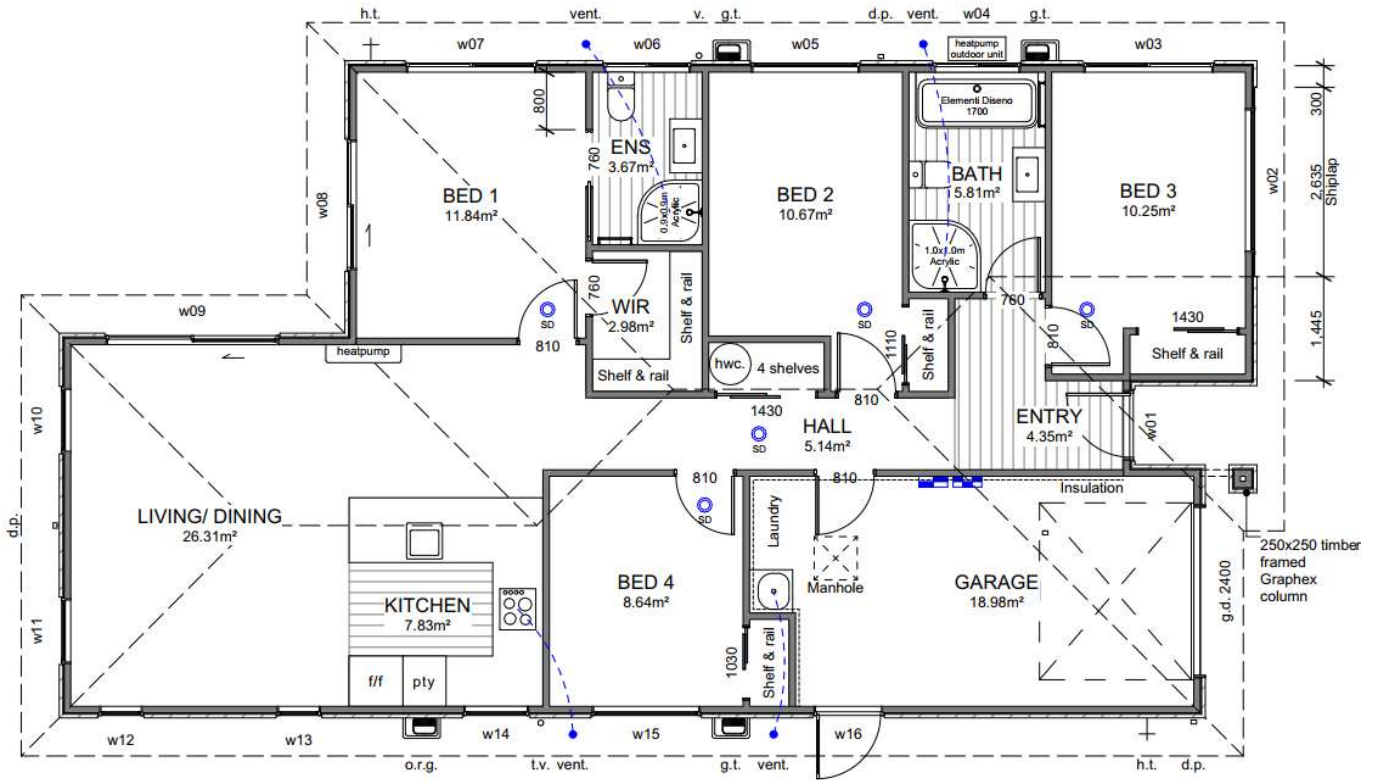 h.t.
vent.
v.
g.t.
d.p.
vent.
w04
g.t.
w07
w06
w05
heatpump
outdoor unit
w03
800
Elementi Diseno
1700
300
760
ENS
3.67m²
BED 1
11.84m²
BED 2
10.67m²
BATH
5.81m²
BED 3
10.25m²
2,635
Shiplap
w02
w08
0.9x0.9m
Acrylic
1.0x1.0m
Acrylic
760
WIR
2.98m²
Shelf & rail
760
w09
SD
SD
SD
1430
810
heatpump
810
1110
Shelf & rail
Shelf & rail
1,445
Shelf & rail
hwc.
4 shelves
810
w10
1430
HALL
5.14m²
ENTRY
4.35m²
w01
SD
810
810
Insulation
LIVING/ DINING
26.31m²
SD
Laundry
d.p.
250x250 timber
framed
Graphex
column
BED 4
8.64m²
Manhole
GARAGE
18.98m²
g.d. 2400
KITCHEN
7.83m²
w11
1030
Shelf & rail
f/f
pty
w12
w13
w14
w15
w16
o.r.g.
t.v.
vent.
g.t.
vent.
h.t.
d.p.